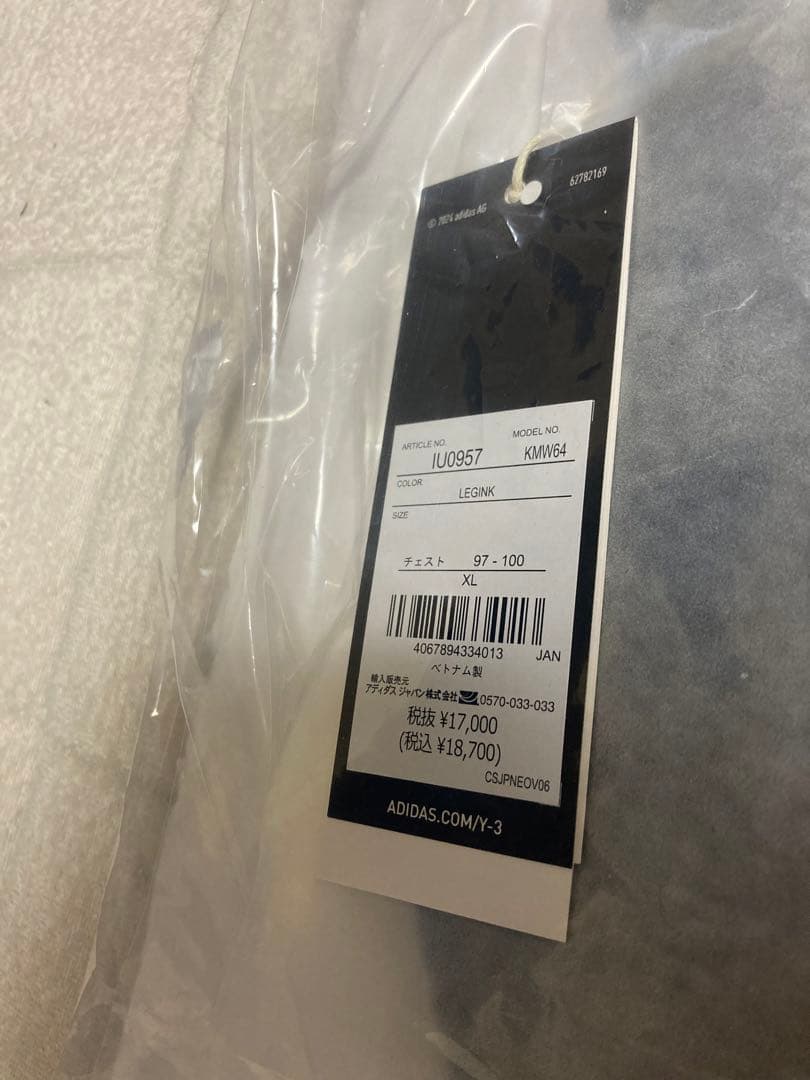 © 2024 adidas AG
62782169
ARTICLE NO.
IU0957
MODEL NO.
KMW64
COLOR
LEGINK
SIZE
チェスト 97 - 100
XL
4067894334013 JAN
ベトナム製
輸入販売元
アディダス ジャパン株式会社 0570-033-033
税抜 ¥17,000
(税込 ¥18,700)
CSJPNEOV06
ADIDAS.COM/Y-3